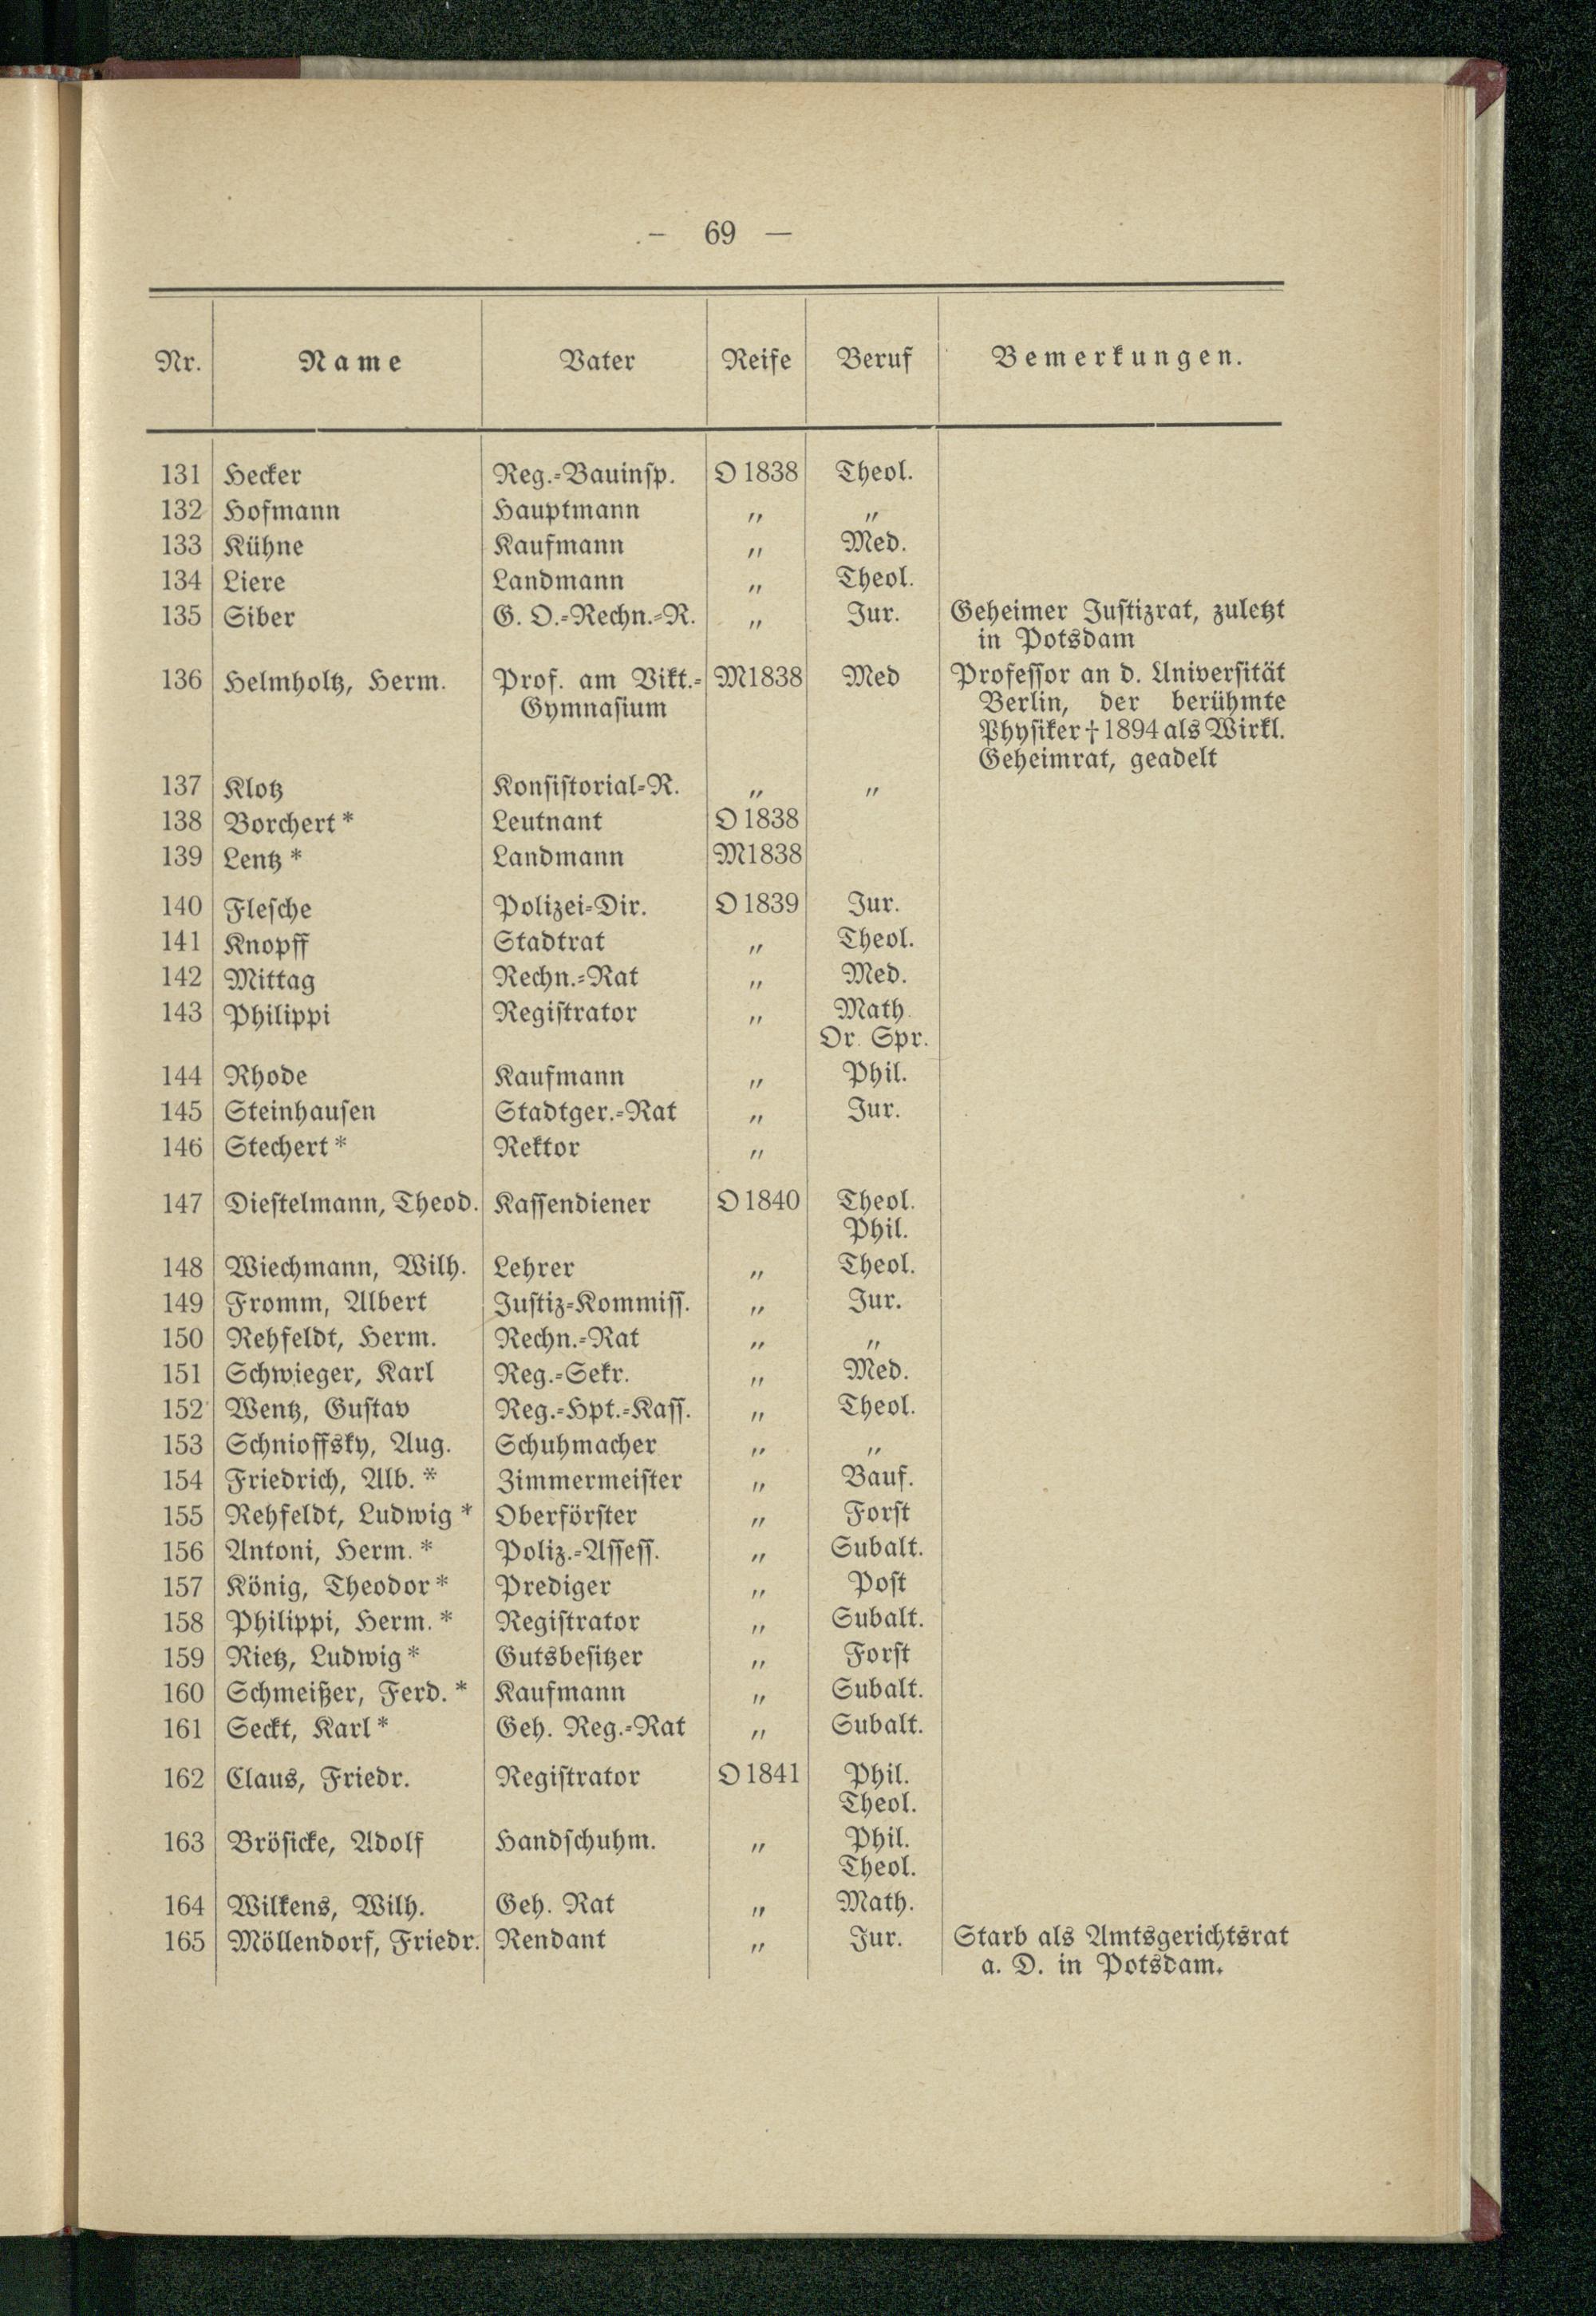 — 69 —
Nr. Name Vater Reife Beruf Bemerkungen.
131 Hecker Reg.-Bauinsp. O 1838 Theol.
132 Hofmann Hauptmann „ „
133 Kühne Kaufmann „ Med.
134 Liere Landmann „ Theol.
135 Siber G. O.-Rechn.-R. „ Jur. Geheimer Justizrat, zuletzt
in Potsdam
136 Helmholtz, Herm. Prof. am Vikt.- M1838 Med Professor an d. Universität
Gymnasium Berlin, der berühmte
Physiker † 1894 als Wirkl.
Geheimrat, geadelt
137 Klotz Konsistorial-R. „ „
138 Borchert* Leutnant O 1838
139 Lentz* Landmann M1838
140 Flesche Polizei-Dir. O 1839 Jur.
141 Knopff Stadtrat „ Theol.
142 Mittag Rechn.-Rat „ Med.
143 Philippi Registrator „ Math.
Or. Spr.
144 Rhode Kaufmann „ Phil.
145 Steinhausen Stadtger.-Rat „ Jur.
146 Stechert* Rektor „
147 Diestelmann, Theod. Kassendiener O 1840 Theol.
Phil.
148 Wiechmann, Wilh. Lehrer „ Theol.
149 Fromm, Albert Justiz-Kommiss. „ Jur.
150 Rehfeldt, Herm. Rechn.-Rat „ „
151 Schwieger, Karl Reg.-Sekr. „ Med.
152 Wentz, Gustav Reg.-Hpt.-Kass. „ Theol.
153 Schnioffsky, Aug. Schuhmacher „ „
154 Friedrich, Alb.* Zimmermeister „ Bauf.
155 Rehfeldt, Ludwig* Oberförster „ Forst
156 Antoni, Herm.* Poliz.-Assess. „ Subalt.
157 König, Theodor* Prediger „ Post
158 Philippi, Herm.* Registrator „ Subalt.
159 Rietz, Ludwig* Gutsbesitzer „ Forst
160 Schmeißer, Ferd.* Kaufmann „ Subalt.
161 Seckt, Karl* Geh. Reg.-Rat „ Subalt.
162 Claus, Friedr. Registrator O 1841 Phil.
Theol.
163 Brösicke, Adolf Handschuhm. „ Phil.
Theol.
164 Wilkens, Wilh. Geh. Rat „ Math.
165 Möllendorf, Friedr. Rendant „ Jur. Starb als Amtsgerichtsrat
a. D. in Potsdam.